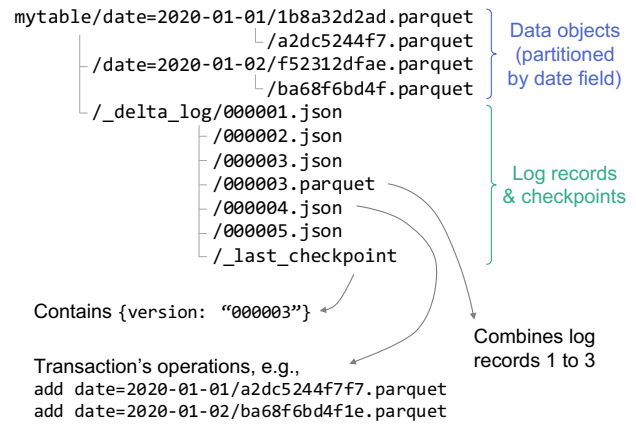 mytable/date=2020-01-01/1b8a32d2ad.parquet
/a2dc5244f7.parquet
/date=2020-01-02/f52312dfae.parquet
/ba68f6bd4f.parquet
/_delta_log/000001.json
/000002.json
/000003.json
/000003.parquet
/000004.json
/000005.json
/_last_checkpoint
Data objects
(partitioned
by date field)
Log records
& checkpoints
Contains {version: “000003”}
Combines log
records 1 to 3
Transaction’s operations, e.g.,
add date=2020-01-01/a2dc5244f7f7.parquet
add date=2020-01-02/ba68f6bd4f1e.parquet